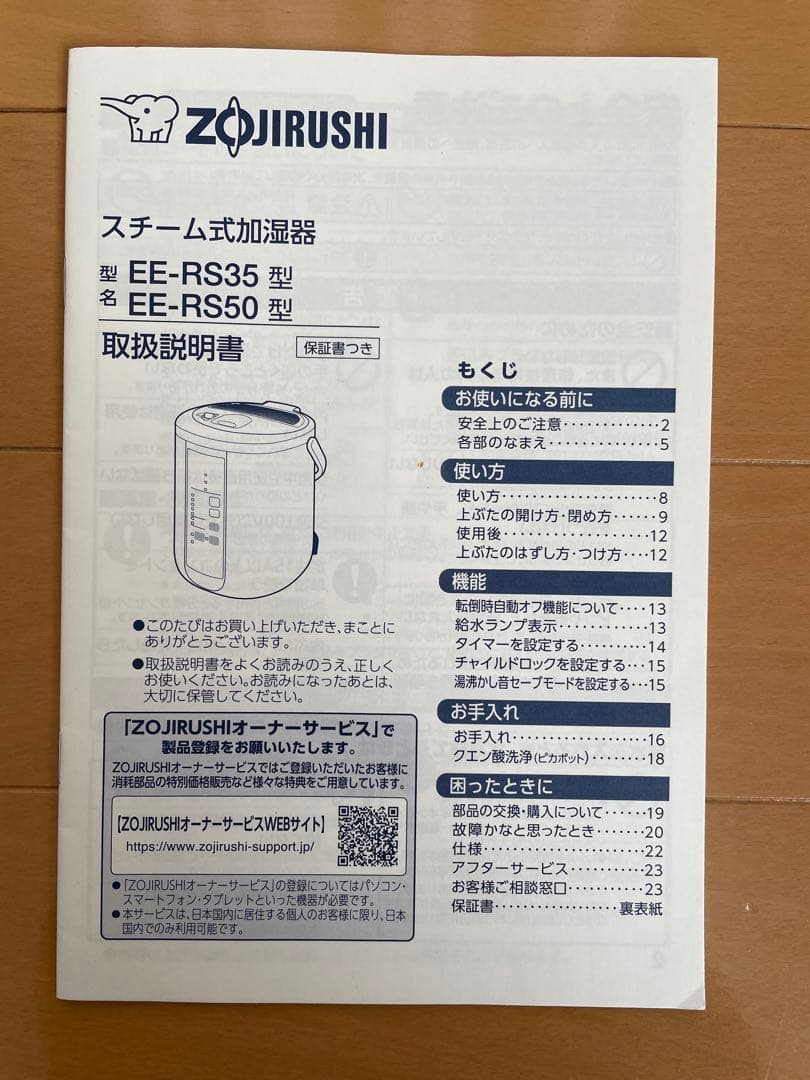 ZOJIRUSHI
スチーム式加湿器
型名 EE-RS35 型
EE-RS50 型
取扱説明書 保証書つき
●このたびはお買い上げいただき、まことに
ありがとうございます。
●取扱説明書をよくお読みのうえ、正しく
お使いください。お読みになったあとは、
大切に保管してください。
「ZOJIRUSHIオーナーサービス」で
製品登録をお願いいたします。
ZOJIRUSHIオーナーサービスではご登録いただいたお客様に
消耗部品の特別価格販売など様々な特典をご用意しています。
【ZOJIRUSHIオーナーサービスWEBサイト】
https://www.zojirushi-support.jp/
●「ZOJIRUSHIオーナーサービス」の登録についてはパソコン・
スマートフォン・タブレットといった機器が必要です。
●本サービスは、日本国内に居住する個人のお客様に限り、日本
国内でのみ利用可能です。
もくじ
お使いになる前に
安全上のご注意・・・・・・・・・・・・・2
各部のなまえ・・・・・・・・・・・・・・・5
使い方
使い方・・・・・・・・・・・・・・・・・・・・8
上ぶたの開け方・閉め方・・・・・9
使用後・・・・・・・・・・・・・・・・・・12
上ぶたのはずし方・つけ方・・・・12
機能
転倒時自動オフ機能について・・・・13
給水ランプ表示・・・・・・・・・・・・13
タイマーを設定する・・・・・・・・・14
チャイルドロックを設定する・・・15
湯沸かし音セーブモードを設定する・・・15
お手入れ
お手入れ・・・・・・・・・・・・・・・・・16
クエン酸洗浄(ピカポット)・・・・・・・18
困ったときに
部品の交換・購入について・・・・・・19
故障かなと思ったとき・・・・・・・20
仕様・・・・・・・・・・・・・・・・・・・・22
アフターサービス・・・・・・・・・・・23
お客様ご相談窓口・・・・・・・・・・・23
保証書・・・・・・・・・・・・・・・・裏表紙